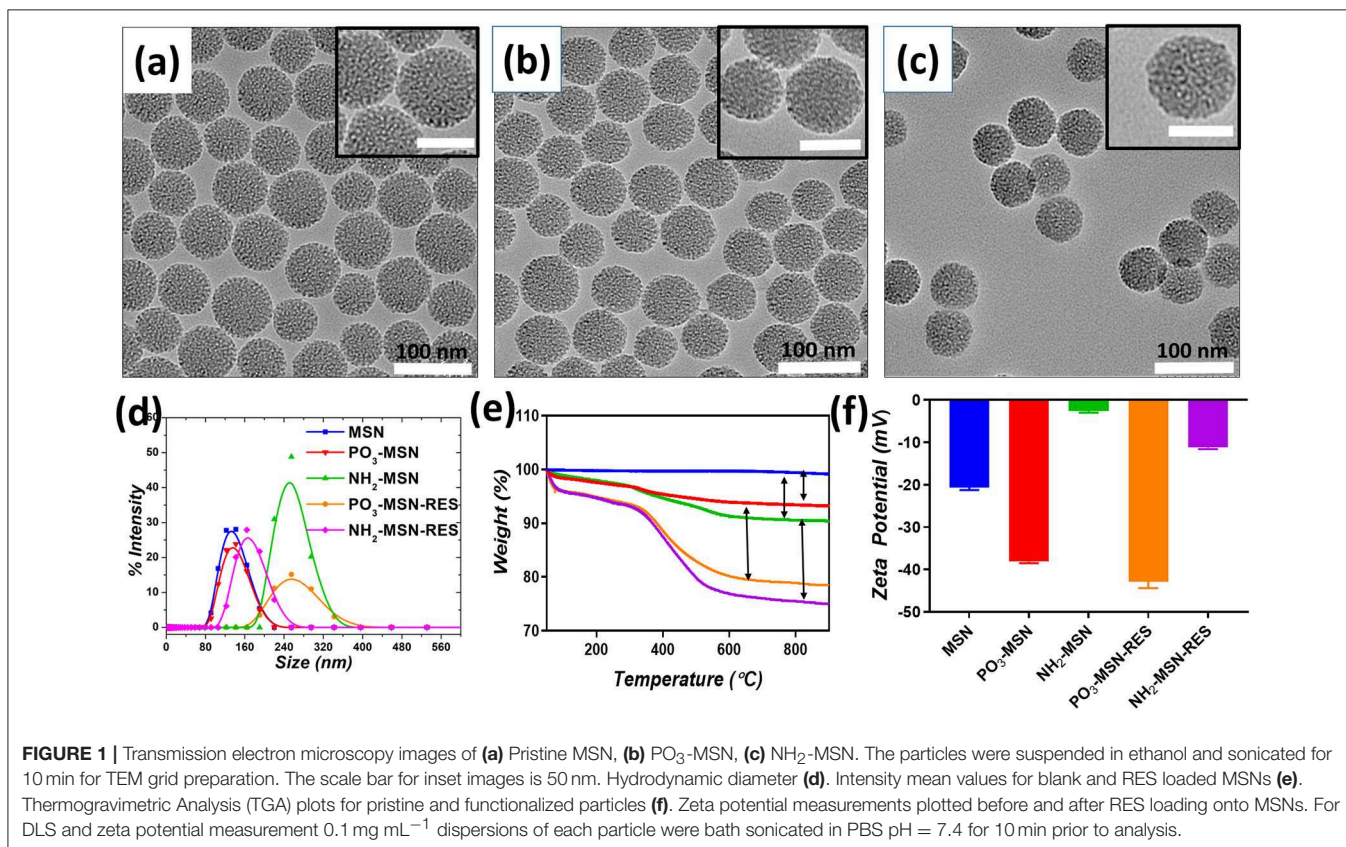 (a)
(b)
(c)
100 nm
100 nm
100 nm
(d)
60
50
40
30
20
10
0
% Intensity
MSN
PO₃-MSN
NH₂-MSN
PO₃-MSN-RES
NH₂-MSN-RES
0 80 160 240 320 400 480 560
Size (nm)
(e)
110
100
90
80
70
Weight (%)
200 400 600 800
Temperature (°C)
(f)
0
-10
-20
-30
-40
-50
Zeta Potential (mV)
MSN
PO₃-MSN
NH₂-MSN
PO₃-MSN-RES
NH₂-MSN-RES
FIGURE 1 | Transmission electron microscopy images of (a) Pristine MSN, (b) PO₃-MSN, (c) NH₂-MSN. The particles were suspended in ethanol and sonicated for
10 min for TEM grid preparation. The scale bar for inset images is 50 nm. Hydrodynamic diameter (d). Intensity mean values for blank and RES loaded MSNs (e).
Thermogravimetric Analysis (TGA) plots for pristine and functionalized particles (f). Zeta potential measurements plotted before and after RES loading onto MSNs. For
DLS and zeta potential measurement 0.1 mg mL⁻¹ dispersions of each particle were bath sonicated in PBS pH = 7.4 for 10 min prior to analysis.